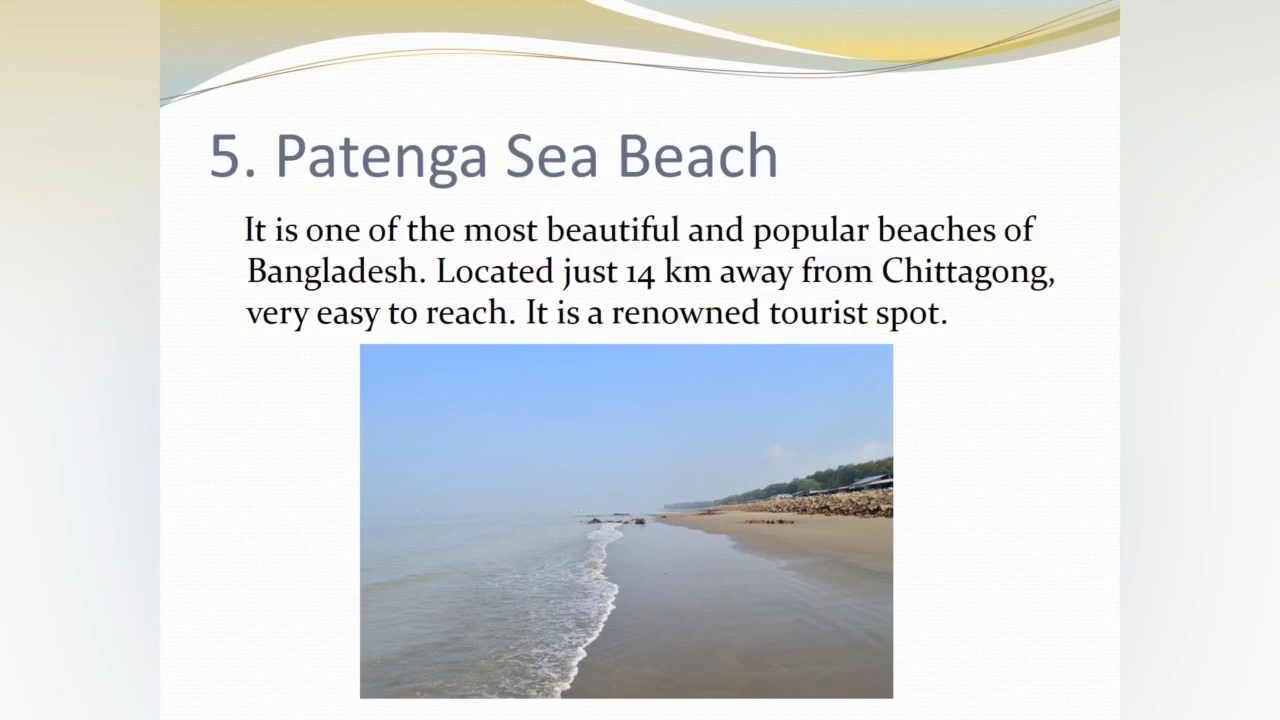 5. Patenga Sea Beach
It is one of the most beautiful and popular beaches of
Bangladesh. Located just 14 km away from Chittagong,
very easy to reach. It is a renowned tourist spot.